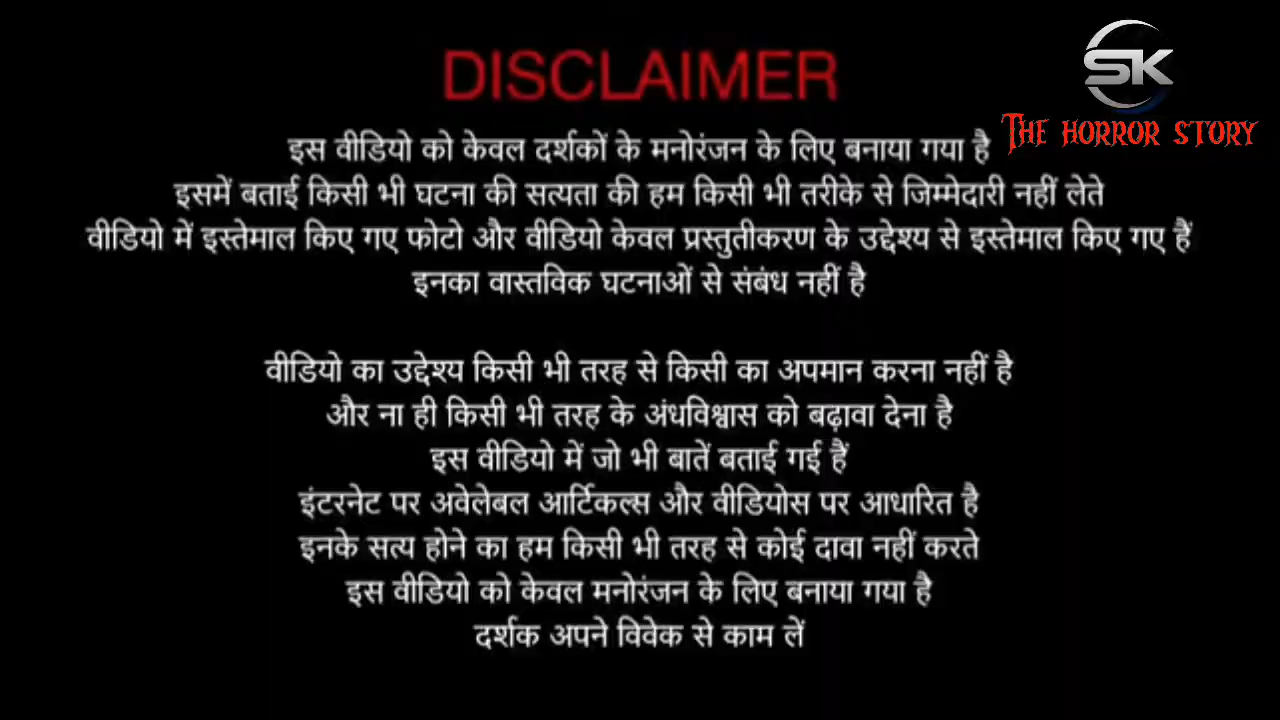 DISCLAIMER
SK
THE HORROR STORY
इस वीडियो को केवल दर्शकों के मनोरंजन के लिए बनाया गया है
इसमें बताई किसी भी घटना की सत्यता की हम किसी भी तरीके से जिम्मेदारी नहीं लेते
वीडियो में इस्तेमाल किए गए फोटो और वीडियो केवल प्रस्तुतीकरण के उद्देश्य से इस्तेमाल किए गए हैं
इनका वास्तविक घटनाओं से संबंध नहीं है
वीडियो का उद्देश्य किसी भी तरह से किसी का अपमान करना नहीं है
और ना ही किसी भी तरह के अंधविश्वास को बढ़ावा देना है
इस वीडियो में जो भी बातें बताई गई हैं
इंटरनेट पर अवेलेबल आर्टिकल्स और वीडियोस पर आधारित है
इनके सत्य होने का हम किसी भी तरह से कोई दावा नहीं करते
इस वीडियो को केवल मनोरंजन के लिए बनाया गया है
दर्शक अपने विवेक से काम लें